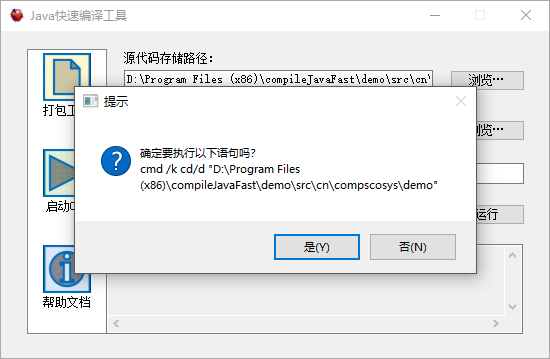 Java快速编译工具
源代码存储路径:
D:\Program Files (x86)\compileJavaFast\demo\src\cn\
浏览…
打包工
提示
确定要执行以下语句吗?
cmd /k cd/d "D:\Program Files
(x86)\compileJavaFast\demo\src\cn\compscosys\demo"
浏览…
启动C
运行
是(Y)
否(N)
帮助文档